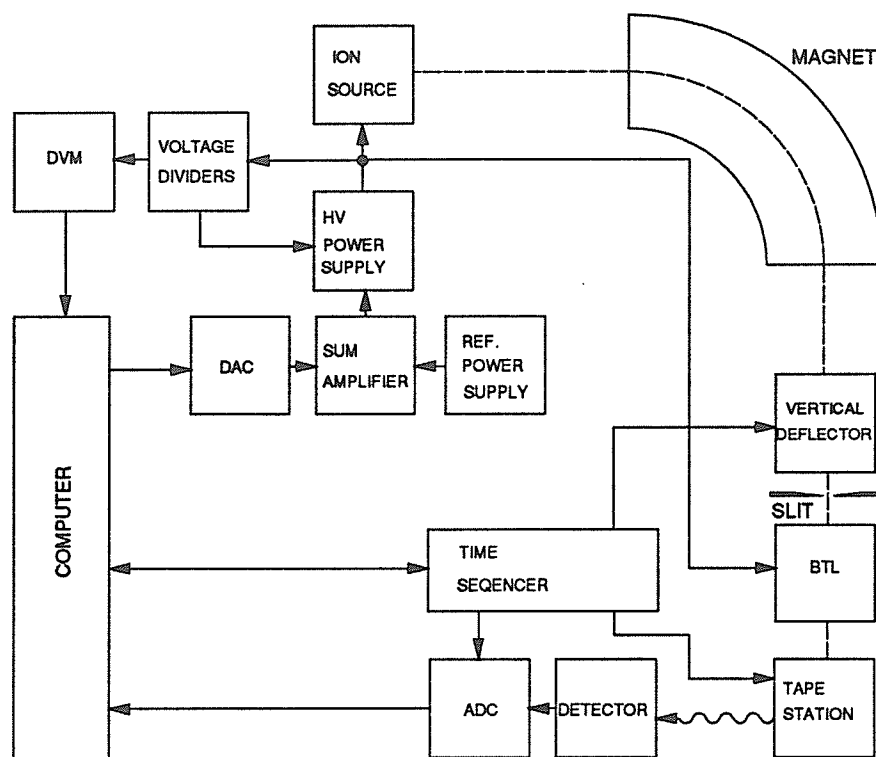 ION
SOURCE
MAGNET
DVM
VOLTAGE
DIVIDERS
HV
POWER
SUPPLY
DAC
SUM
AMPLIFIER
REF.
POWER
SUPPLY
VERTICAL
DEFLECTOR
SLIT
COMPUTER
TIME
SEQENCER
BTL
ADC
DETECTOR
TAPE
STATION